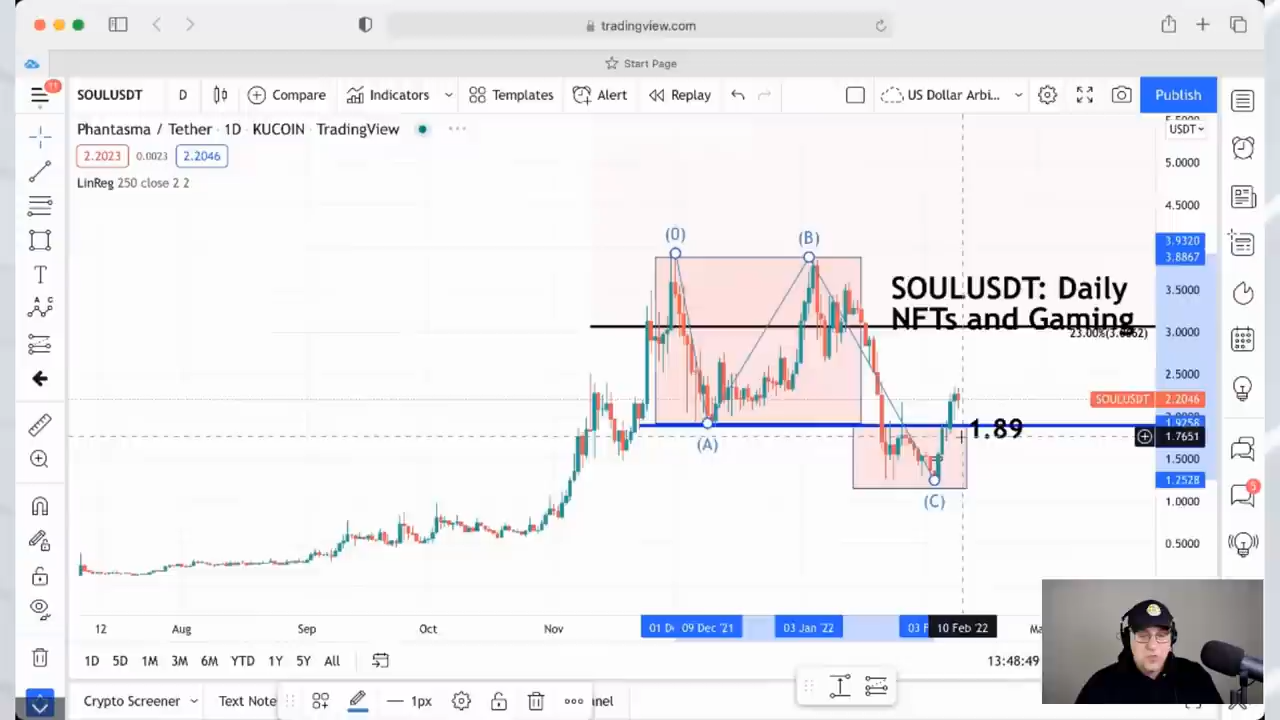 tradingview.com
Start Page
11
SOULUSDT D Compare Indicators Templates Alert Replay US Dollar Arbi... Publish
Phantasma / Tether · 1D · KUCOIN · TradingView
USDT
2.2023 0.0023 2.2046
LinReg 250 close 2 2
5.0000
4.5000
(0)
(B)
3.9320
3.8867
SOULUSDT: Daily
NFTs and Gaming
3.5000
3.0000
2.5000
SOULUSDT 2.2046
1.9258
1.89
1.7651
(A)
1.5000
1.2528
(C)
1.0000
0.5000
5
12 Aug Sep Oct Nov 09 Dec '21 03 Jan '22 10 Feb '22
1D 5D 1M 3M 6M YTD 1Y 5Y All
13:48:49
Crypto Screener Text Note 1px